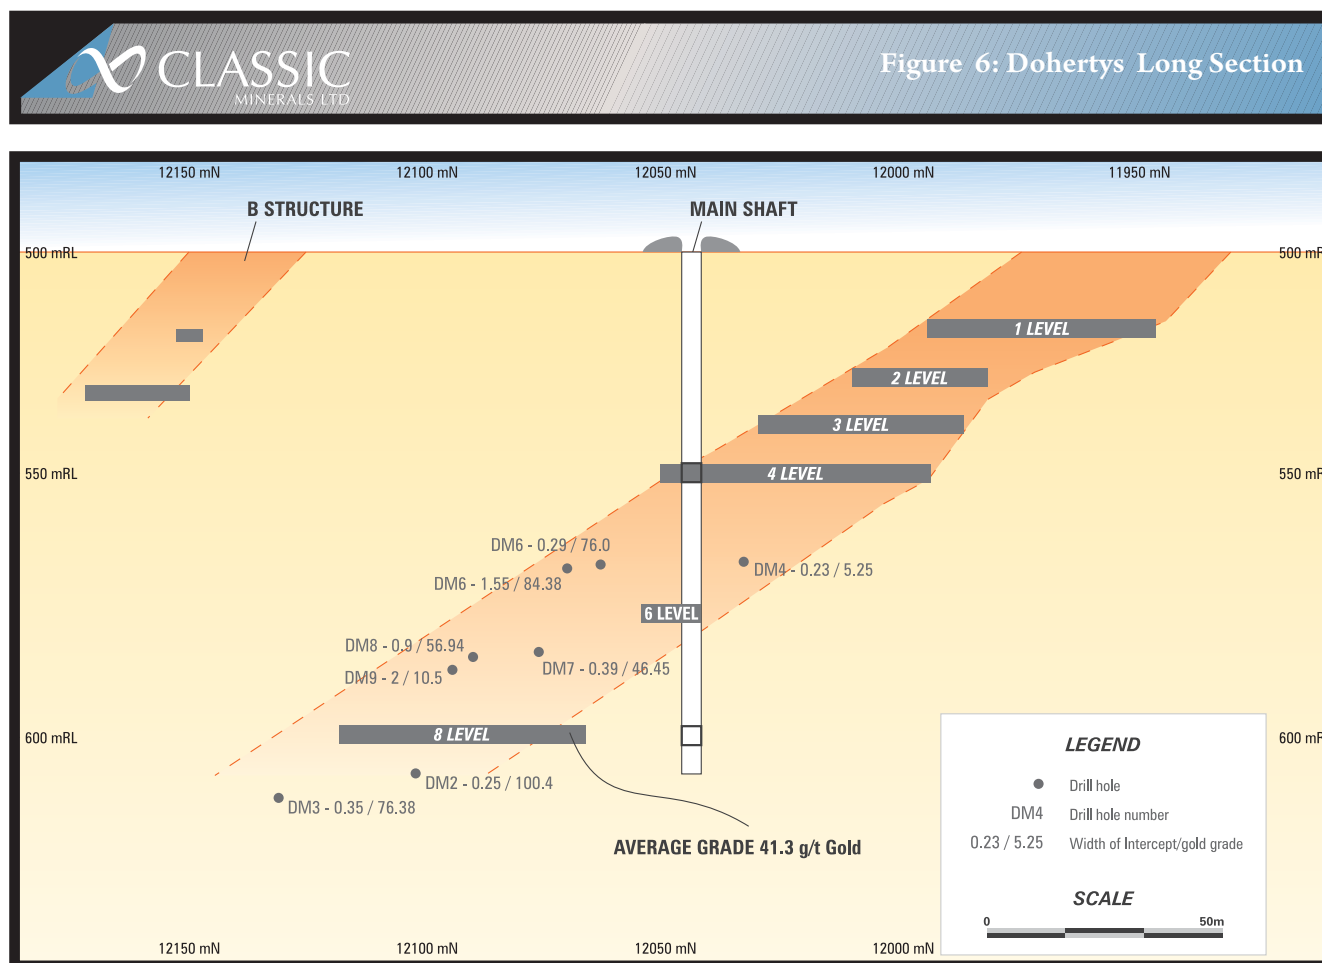 CLASSIC
MINERALS LTD
Figure 6: Dohertys Long Section
12150 mN
12100 mN
12050 mN
12000 mN
11950 mN
B STRUCTURE
MAIN SHAFT
500 mRL
500 mR
1 LEVEL
2 LEVEL
3 LEVEL
4 LEVEL
550 mRL
550 mR
DM6 - 0.29 / 76.0
DM6 - 1.55 / 84.38
DM4 - 0.23 / 5.25
6 LEVEL
DM8 - 0.9 / 56.94
DM9 - 2 / 10.5
DM7 - 0.39 / 46.45
8 LEVEL
600 mRL
600 mR
DM2 - 0.25 / 100.4
DM3 - 0.35 / 76.38
AVERAGE GRADE 41.3 g/t Gold
LEGEND
Drill hole
DM4 Drill hole number
0.23 / 5.25 Width of Intercept/gold grade
SCALE
0 50m
12150 mN
12100 mN
12050 mN
12000 mN